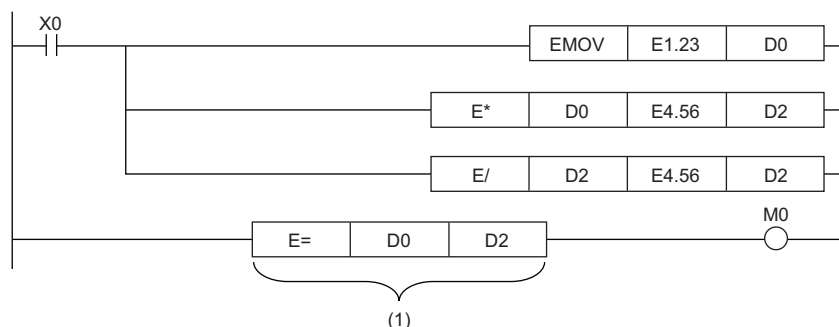 X0
EMOV E1.23 D0
E* D0 E4.56 D2
E/ D2 E4.56 D2
M0
E= D0 D2
(1)